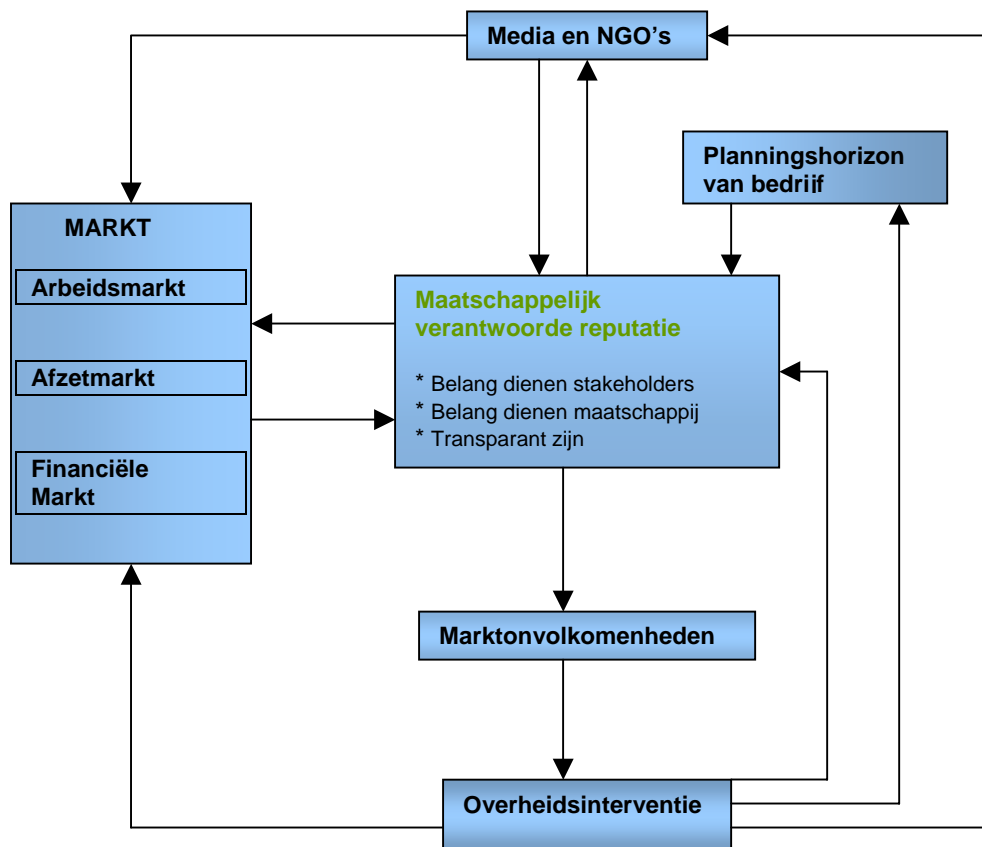 Media en NGO’s
Planningshorizon
van bedrijf
MARKT
Arbeidsmarkt
Afzetmarkt
Financiële
Markt
Maatschappelijk
verantwoorde reputatie
* Belang dienen stakeholders
* Belang dienen maatschappij
* Transparant zijn
Marktonvolkomenheden
Overheidsinterventie